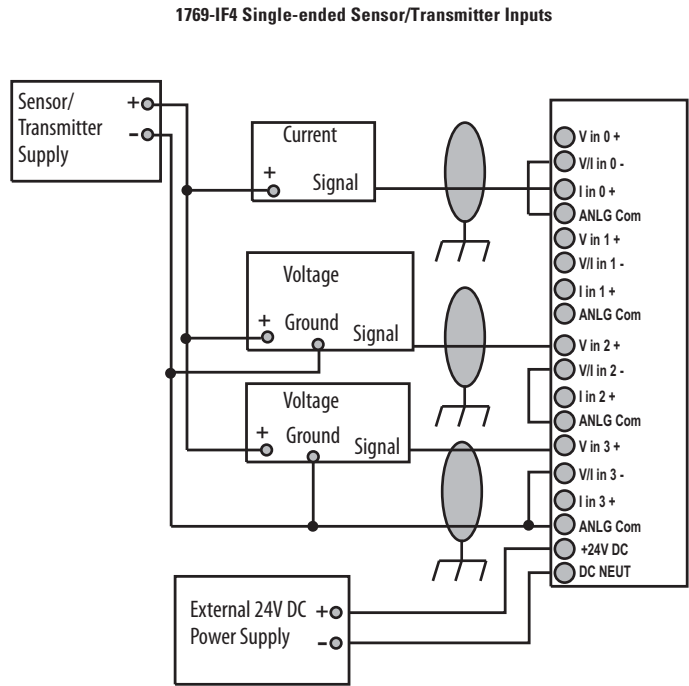 1769-IF4 Single-ended Sensor/Transmitter Inputs
Sensor/
Transmitter
Supply
+
-
Current
+
Signal
Voltage
+
Ground
Signal
Voltage
+
Ground
Signal
External 24V DC
Power Supply
+
-
V in 0 +
V/I in 0 -
I in 0 +
ANLG Com
V in 1 +
V/I in 1 -
I in 1 +
ANLG Com
V in 2 +
V/I in 2 -
I in 2 +
ANLG Com
V in 3 +
V/I in 3 -
I in 3 +
ANLG Com
+24V DC
DC NEUT